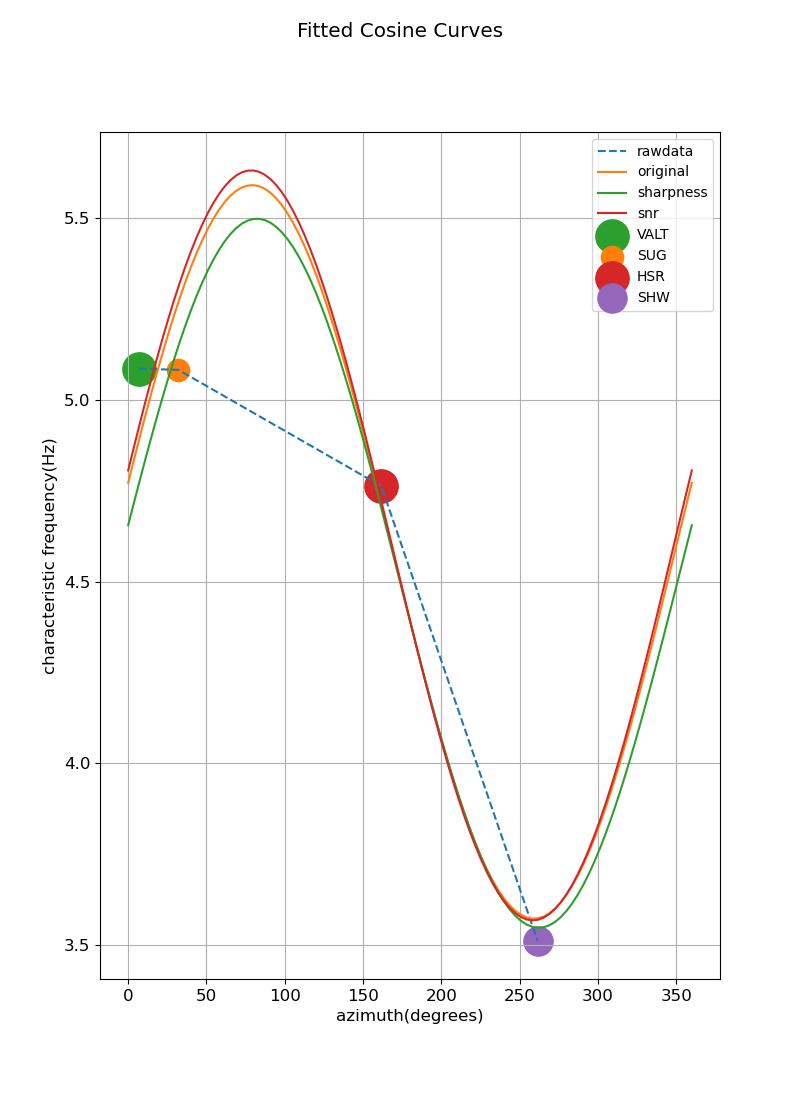 Fitted Cosine Curves
rawdata
original
sharpness
snr
VALT
SUG
HSR
SHW
5.5
5.0
4.5
4.0
3.5
characteristic frequency(Hz)
0 50 100 150 200 250 300 350
azimuth(degrees)